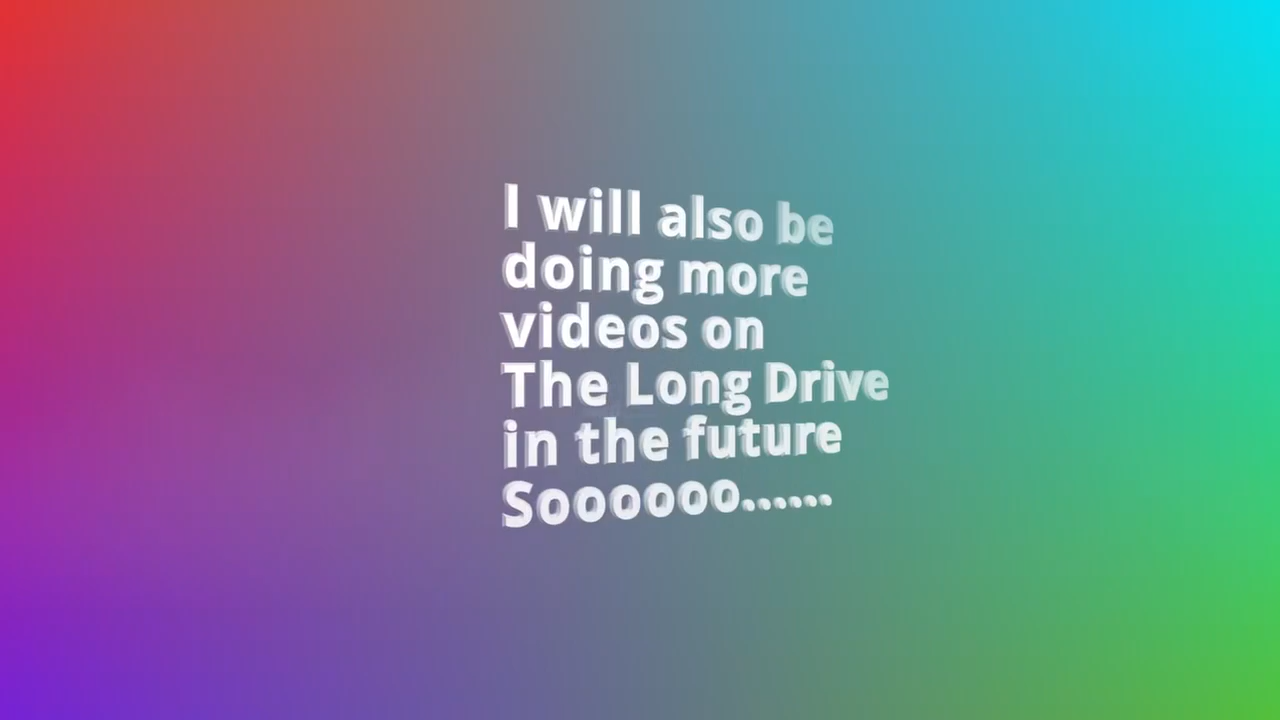 I will also be
doing more
videos on
The Long Drive
in the future
Soooooo......